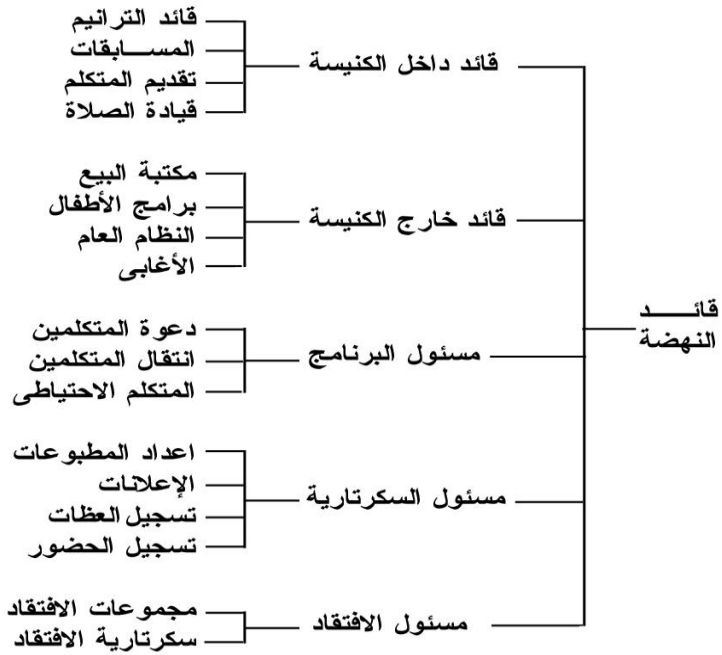 قائــــــد
النهضة
قائد داخل الكنيسة
قائد الترانيم
المســـابقات
تقديم المتكلم
قيادة الصلاة
قائد خارج الكنيسة
مكتبة البيع
برامج الأطفال
النظام العام
الأغابى
مسئول البرنامج
دعوة المتكلمين
انتقال المتكلمين
المتكلم الاحتياطى
مسئول السكرتارية
اعداد المطبوعات
الإعلانات
تسجيل العظات
تسجيل الحضور
مسئول الافتقاد
مجموعات الافتقاد
سكرتارية الافتقاد